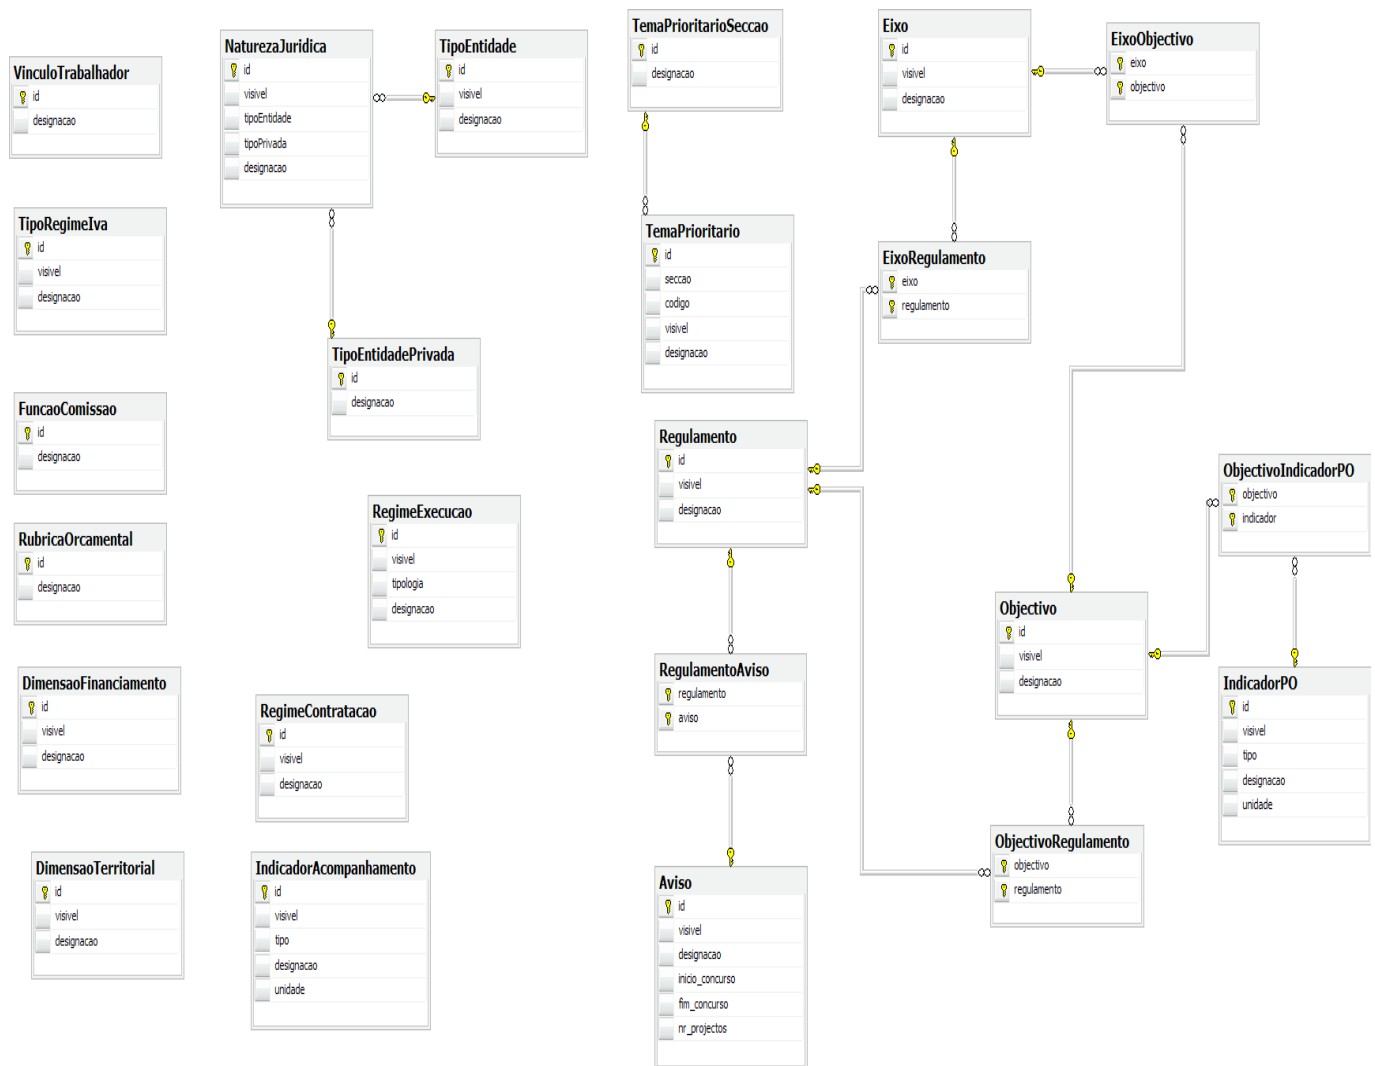 VinculoTrabalhador
id
designacao
TipoRegimeIva
id
visivel
designacao
FuncaoComissao
id
designacao
RubricaOrcamental
id
designacao
DimensaoFinanciamento
id
visivel
designacao
DimensaoTerritorial
id
visivel
designacao
NaturezaJuridica
id
visivel
tipoEntidade
tipoPrivada
designacao
TipoEntidade
id
visivel
designacao
TipoEntidadePrivada
id
designacao
RegimeExecucao
id
visivel
tipologia
designacao
RegimeContratacao
id
visivel
designacao
IndicadorAcompanhamento
id
visivel
tipo
designacao
unidade
TemaPrioritarioSeccao
id
designacao
TemaPrioritario
id
seccao
codigo
visivel
designacao
Regulamento
id
visivel
designacao
RegulamentoAviso
regulamento
aviso
Aviso
id
visivel
designacao
inicio_concurso
fim_concurso
nr_projectos
Eixo
id
visivel
designacao
EixoObjectivo
eixo
objectivo
EixoRegulamento
eixo
regulamento
Objectivo
id
visivel
designacao
ObjectivoRegulamento
objectivo
regulamento
ObjectivoIndicadorPO
objectivo
indicador
IndicadorPO
id
visivel
tipo
designacao
unidade